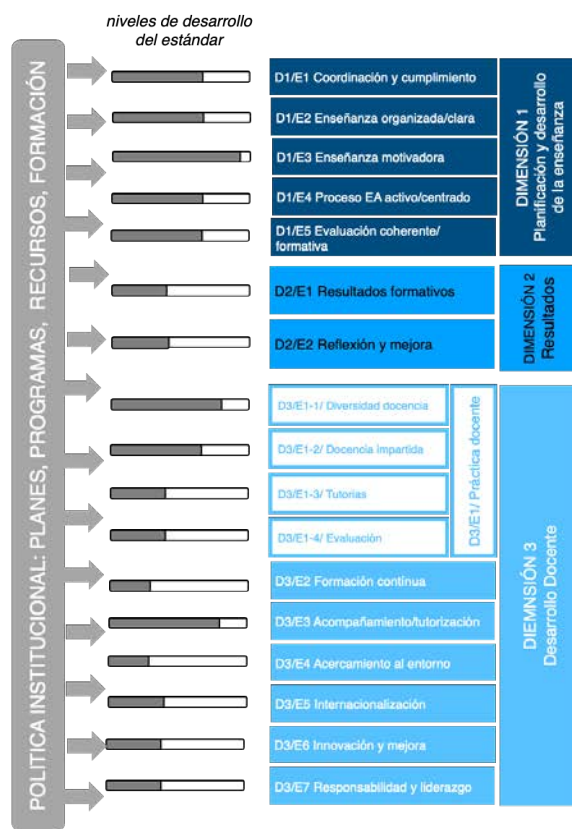 niveles de desarrollo
del estándar
POLITICA INSTITUCIONAL: PLANES, PROGRAMAS, RECURSOS, FORMACIÓN
D1/E1 Coordinación y cumplimiento
D1/E2 Enseñanza organizada/clara
D1/E3 Enseñanza motivadora
D1/E4 Proceso EA activo/centrado
D1/E5 Evaluación coherente/
formativa
DIMENSIÓN 1
Planificación y desarrollo
de la enseñanza
D2/E1 Resultados formativos
D2/E2 Reflexión y mejora
DIMENSIÓN 2
Resultados
D3/E1-1/ Diversidad docencia
D3/E1-2/ Docencia impartida
D3/E1-3/ Tutorias
D3/E1-4/ Evaluación
D3/E1/ Práctica docente
D3/E2 Formación contínua
D3/E3 Acompañamiento/tutorización
D3/E4 Acercamiento al entorno
D3/E5 Internacionalización
D3/E6 Innovación y mejora
D3/E7 Responsabilidad y liderazgo
DIEMNSIÓN 3
Desarrollo Docente